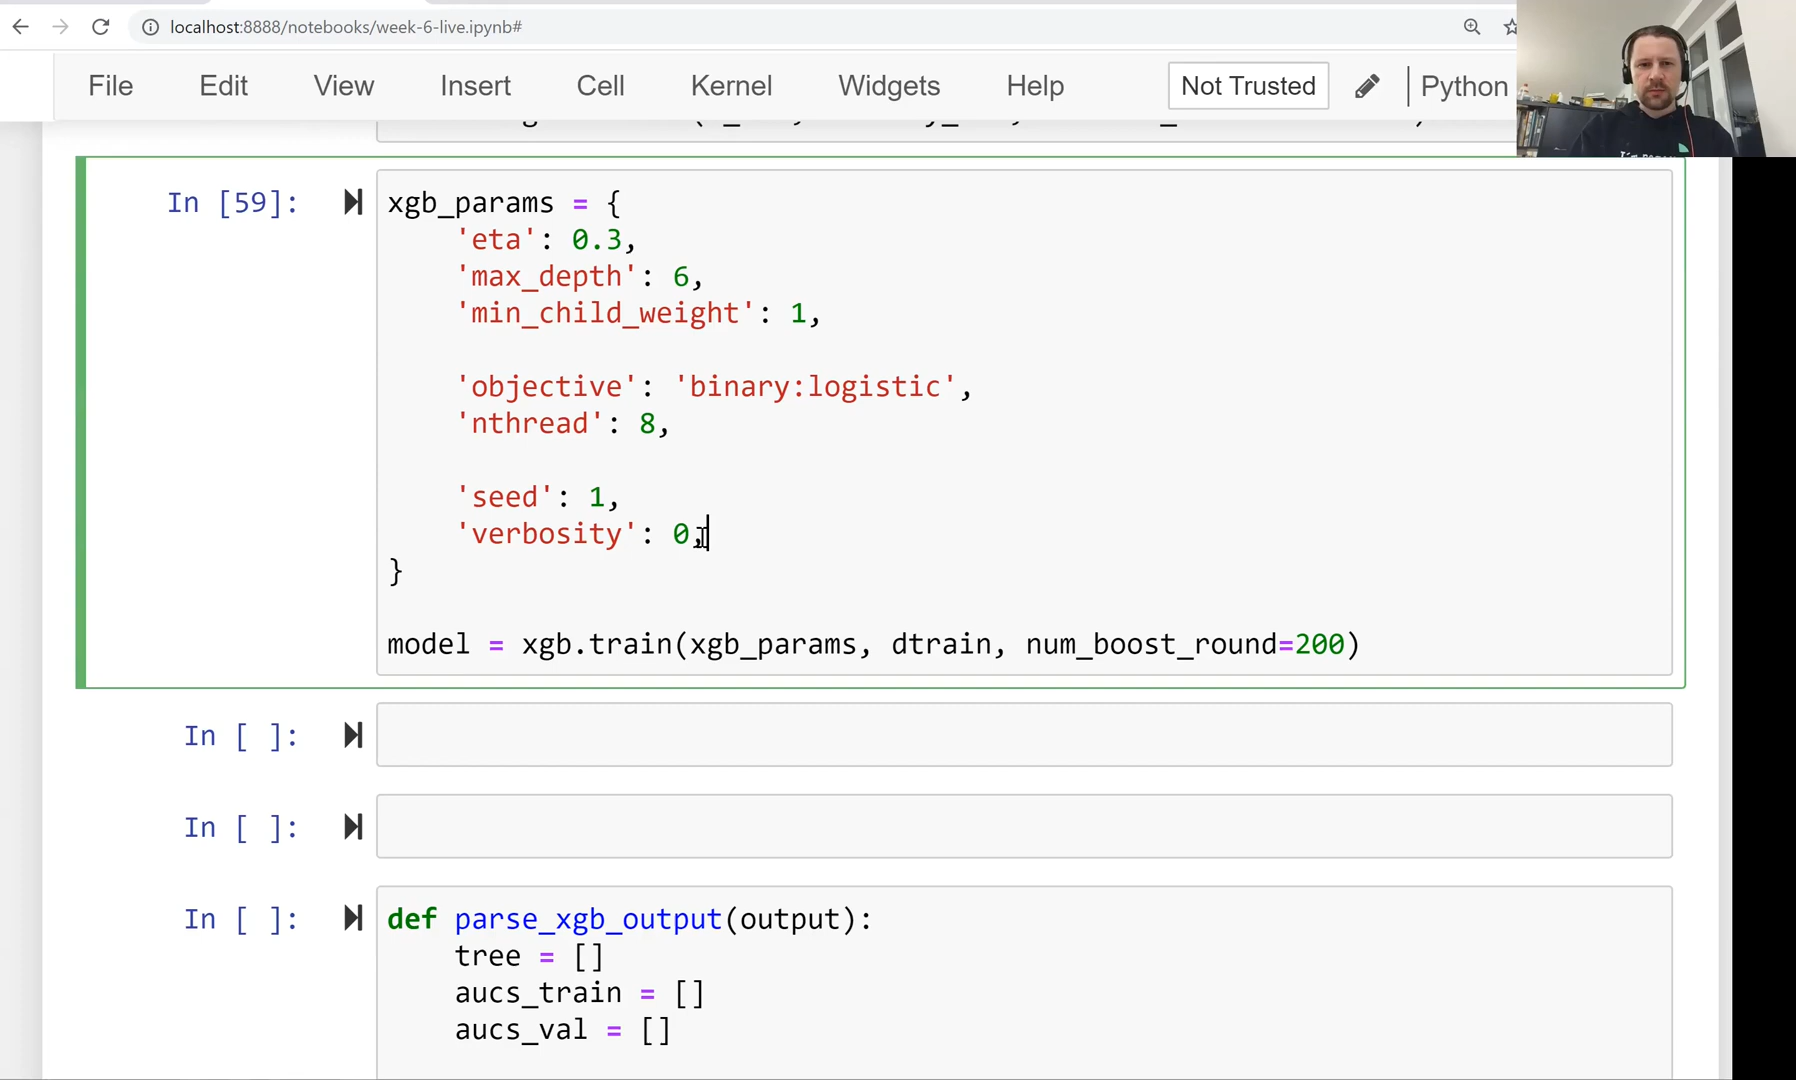 localhost:8888/notebooks/week-6-live.ipynb#
File Edit View Insert Cell Kernel Widgets Help Not Trusted Python
In [59]:
xgb_params = {
'eta': 0.3,
'max_depth': 6,
'min_child_weight': 1,
'objective': 'binary:logistic',
'nthread': 8,
'seed': 1,
'verbosity': 0,
}
model = xgb.train(xgb_params, dtrain, num_boost_round=200)
In [ ]:
In [ ]:
In [ ]:
def parse_xgb_output(output):
tree = []
aucs_train = []
aucs_val = []